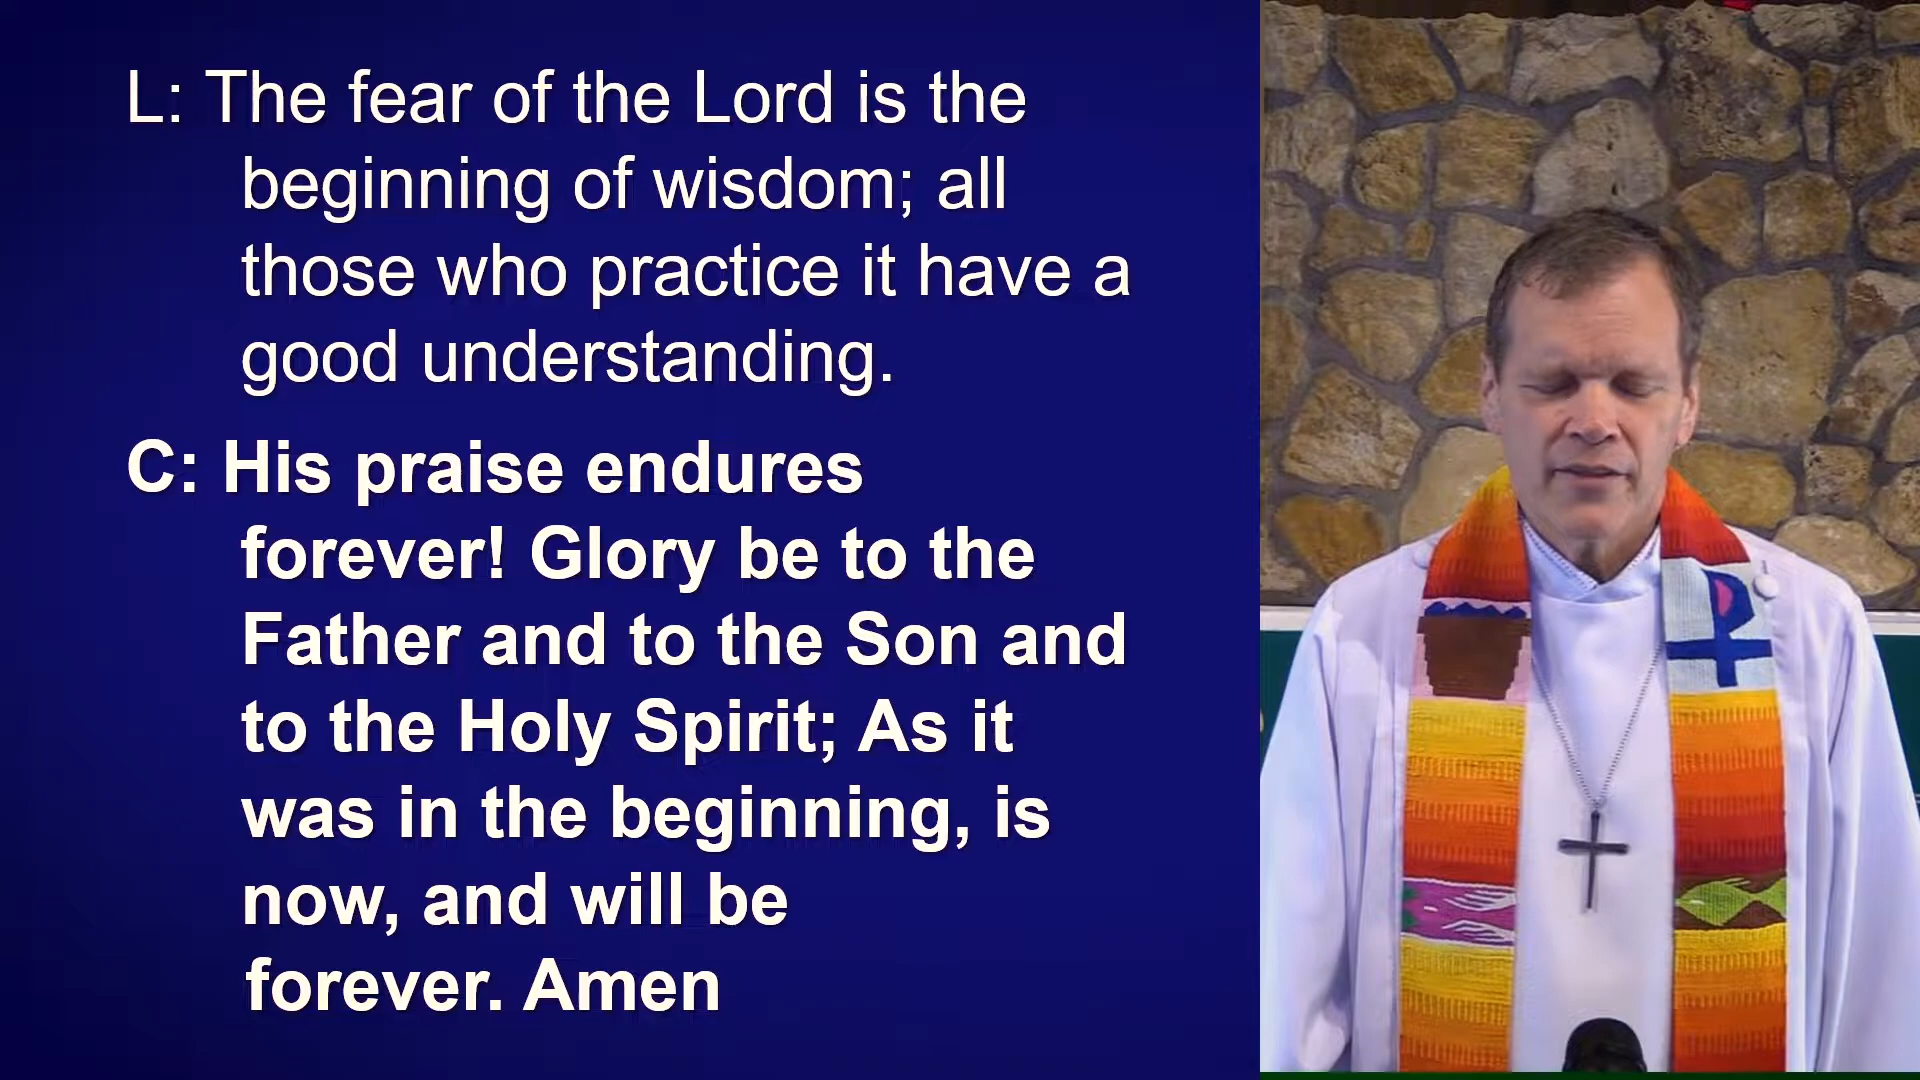 L: The fear of the Lord is the
beginning of wisdom; all
those who practice it have a
good understanding.
C: His praise endures
forever! Glory be to the
Father and to the Son and
to the Holy Spirit; As it
was in the beginning, is
now, and will be
forever. Amen